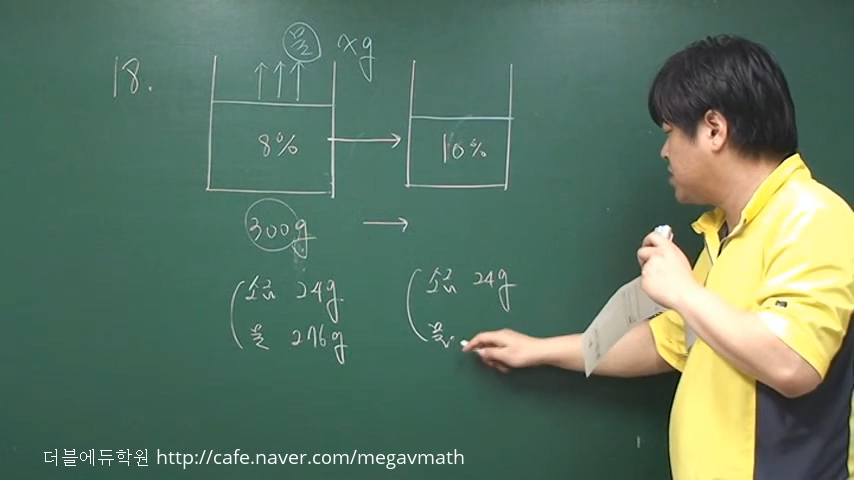 18.
물 xg
8%
10%
300g
소금 24g
물 276g
소금 24g
물
더블에듀학원 http://cafe.naver.com/megavmath